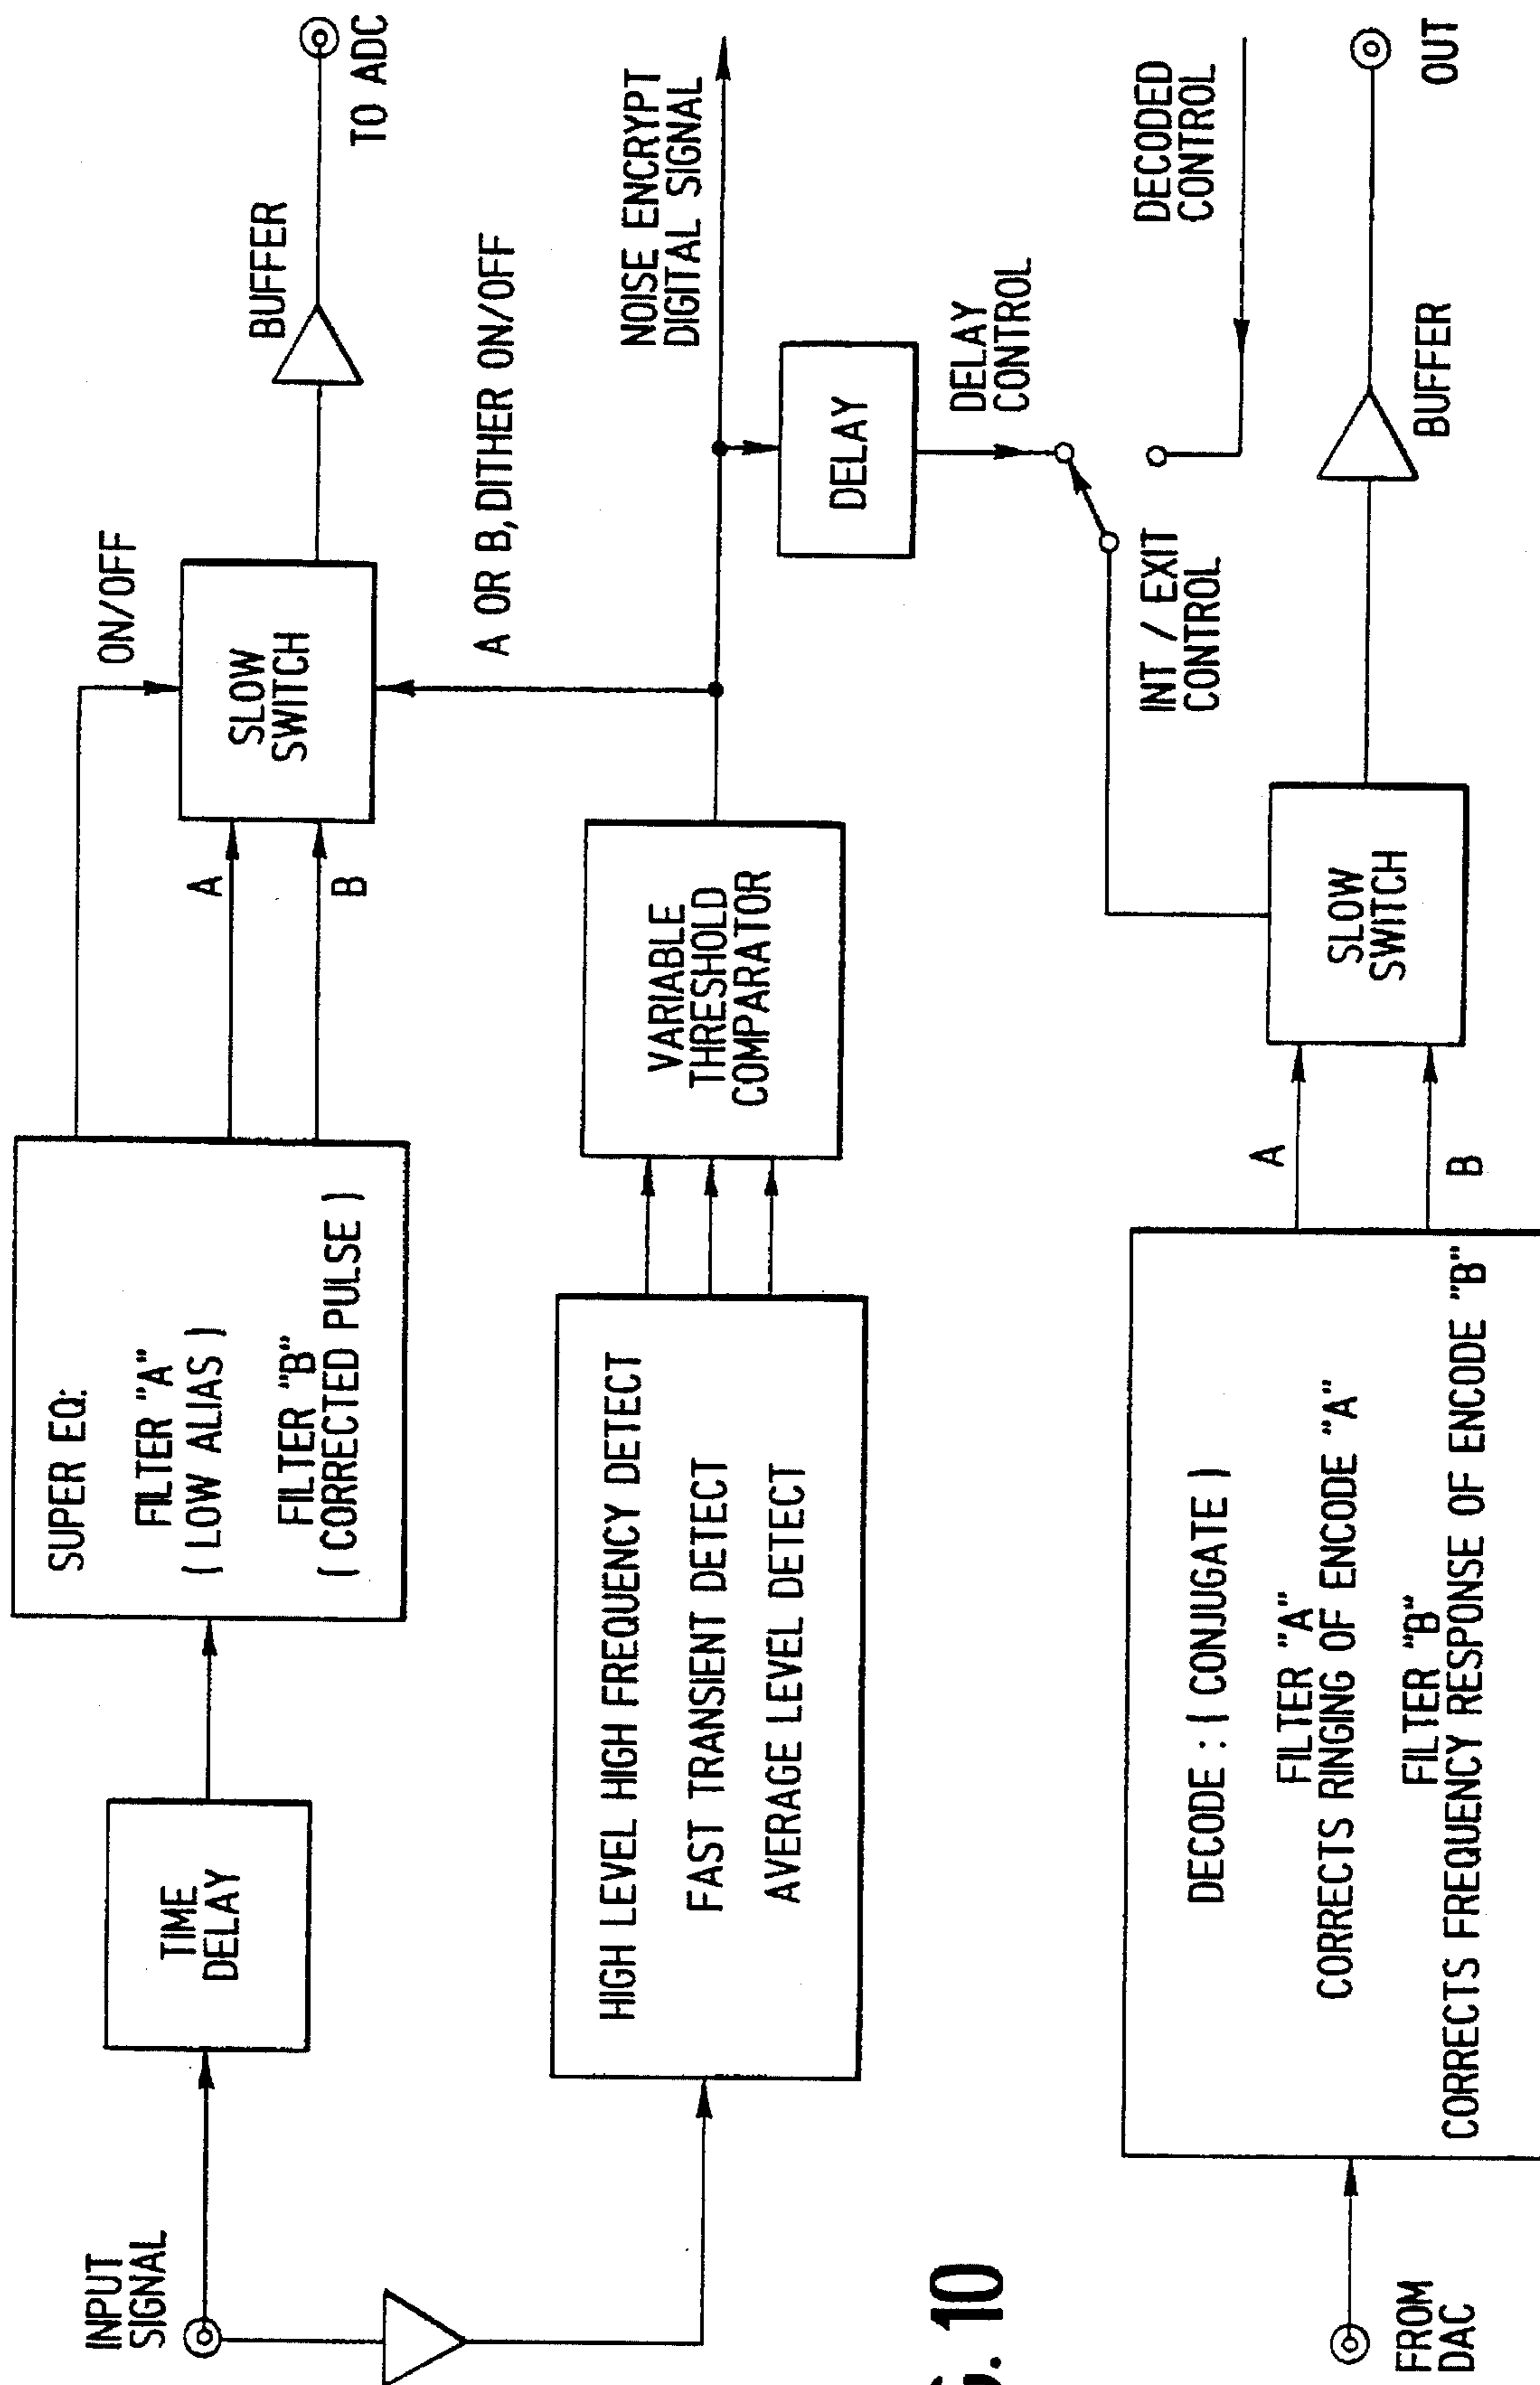 INPUT
SIGNAL
TIME
DELAY
SUPER EQ:
FILTER "A"
( LOW ALIAS )
FILTER "B"
( CORRECTED PULSE )
A
B
ON/OFF
SLOW
SWITCH
BUFFER
TO ADC
A OR B, DITHER ON/OFF
HIGH LEVEL HIGH FREQUENCY DETECT
FAST TRANSIENT DETECT
AVERAGE LEVEL DETECT
VARIABLE
THRESHOLD
COMPARATOR
NOISE ENCRYPT
DIGITAL SIGNAL
DELAY
DELAY
CONTROL
INT / EXIT
CONTROL
DECODED
CONTROL
. 10
FROM
DAC
DECODE : ( CONJUGATE )
FILTER "A"
CORRECTS RINGING OF ENCODE "A"
FILTER "B"
CORRECTS FREQUENCY RESPONSE OF ENCODE "B"
A
B
SLOW
SWITCH
BUFFER
OUT